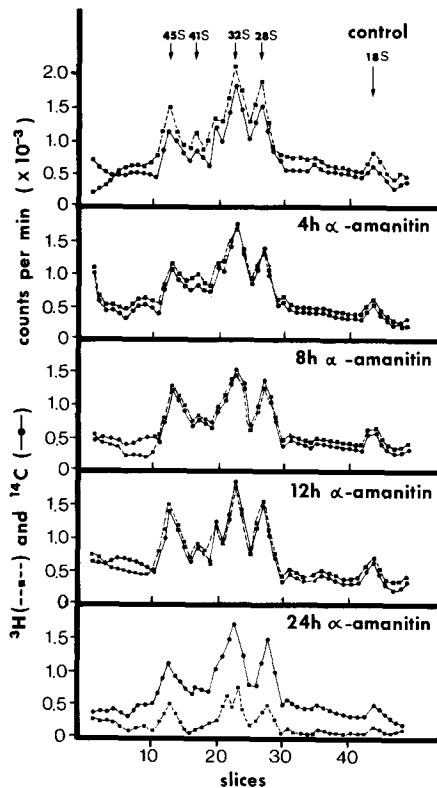 45S 41S 32S 28S 18S
control
2.0
1.5
1.0
0.5
0
4h α-amanitin
1.5
1.0
0.5
0
8h α-amanitin
1.5
1.0
0.5
0
12h α-amanitin
1.5
1.0
0.5
0
24h α-amanitin
1.5
1.0
0.5
0
10 20 30 40
slices
³H(--▪--) and ¹⁴C (—●—) counts per min (× 10⁻³)